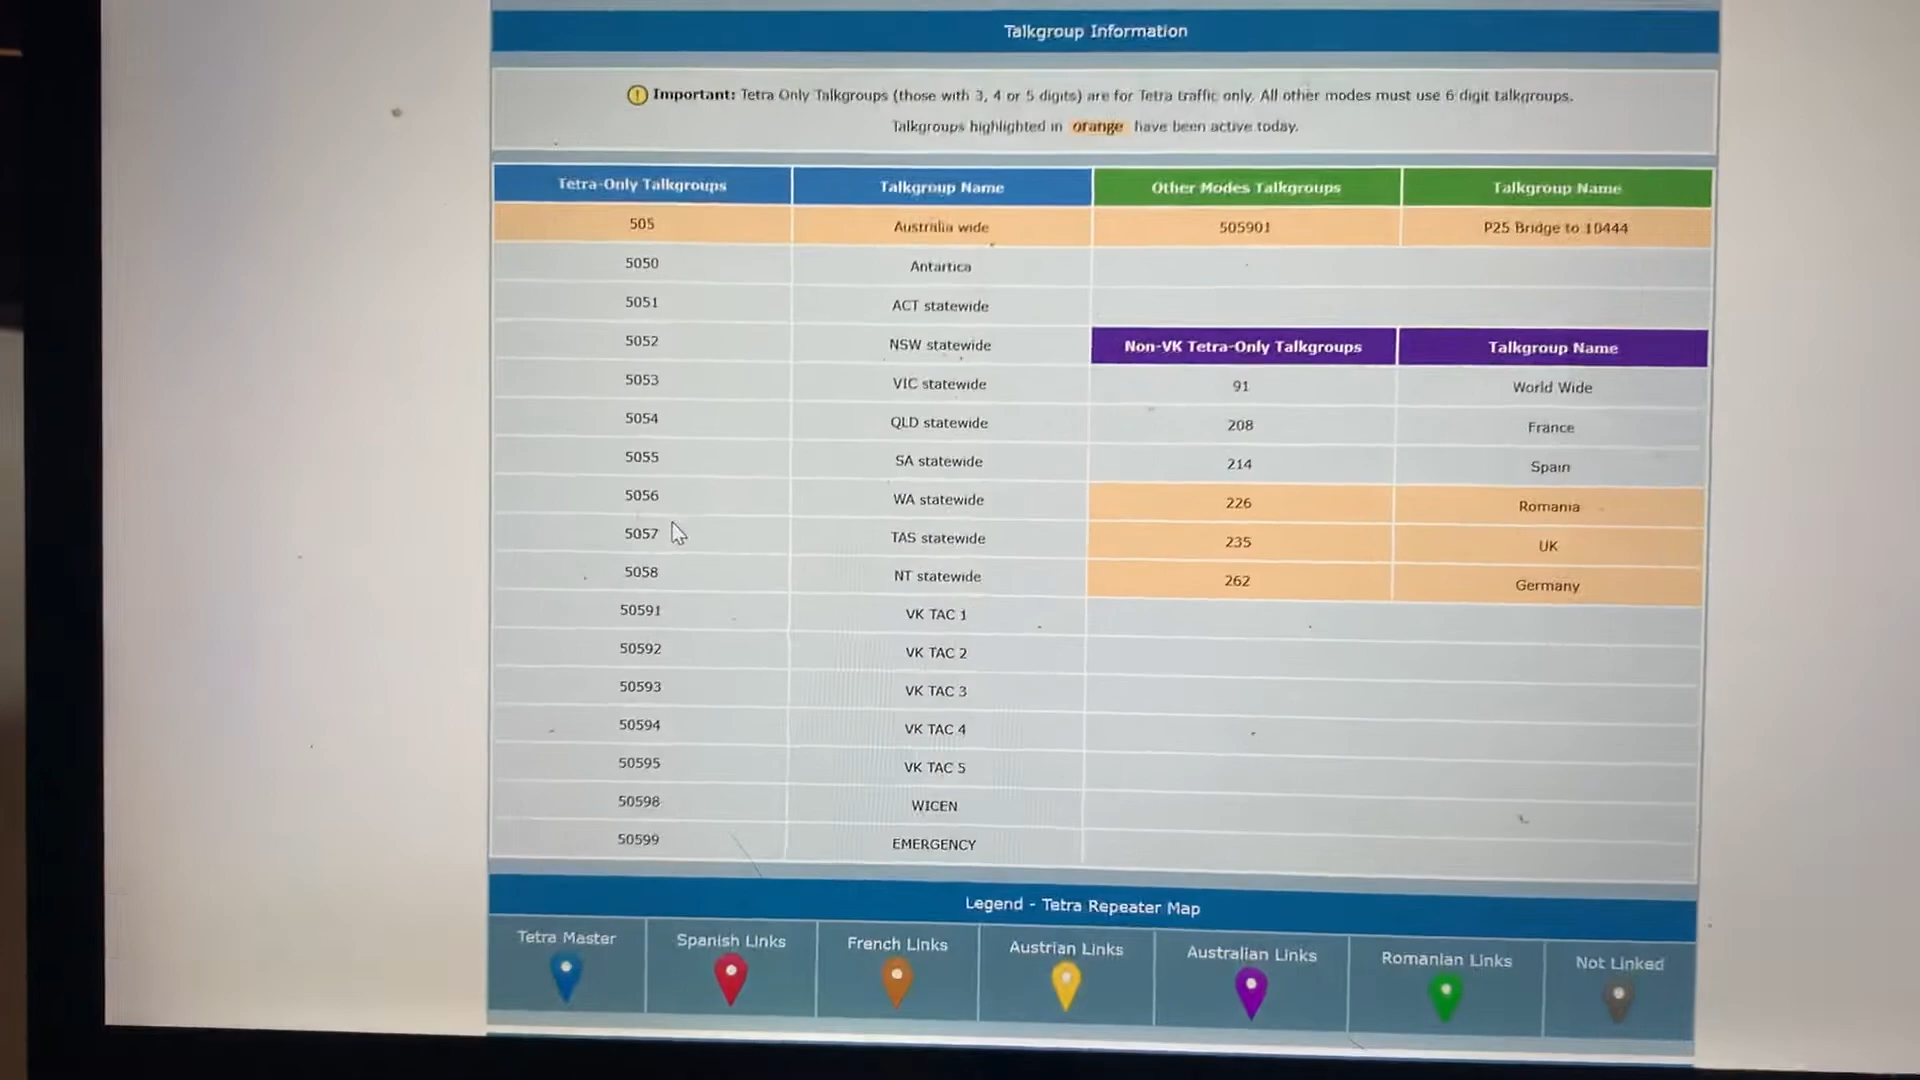 Talkgroup Information
Important: Tetra Only Talkgroups (those with 3, 4 or 5 digits) are for Tetra traffic only. All other modes must use 6 digit talkgroups.
Talkgroups highlighted in orange have been active today.
Tetra-Only Talkgroups Talkgroup Name Other Modes Talkgroups Talkgroup Name
505 Australia wide 505901 P25 Bridge to 10444
5050 Antartica
5051 ACT statewide
5052 NSW statewide Non-VK Tetra-Only Talkgroups Talkgroup Name
5053 VIC statewide 91 World Wide
5054 QLD statewide 208 France
5055 SA statewide 214 Spain
5056 WA statewide 226 Romania
5057 TAS statewide 235 UK
5058 NT statewide 262 Germany
50591 VK TAC 1
50592 VK TAC 2
50593 VK TAC 3
50594 VK TAC 4
50595 VK TAC 5
50598 WICEN
50599 EMERGENCY
Legend - Tetra Repeater Map
Tetra Master Spanish Links French Links Austrian Links Australian Links Romanian Links Not Linked